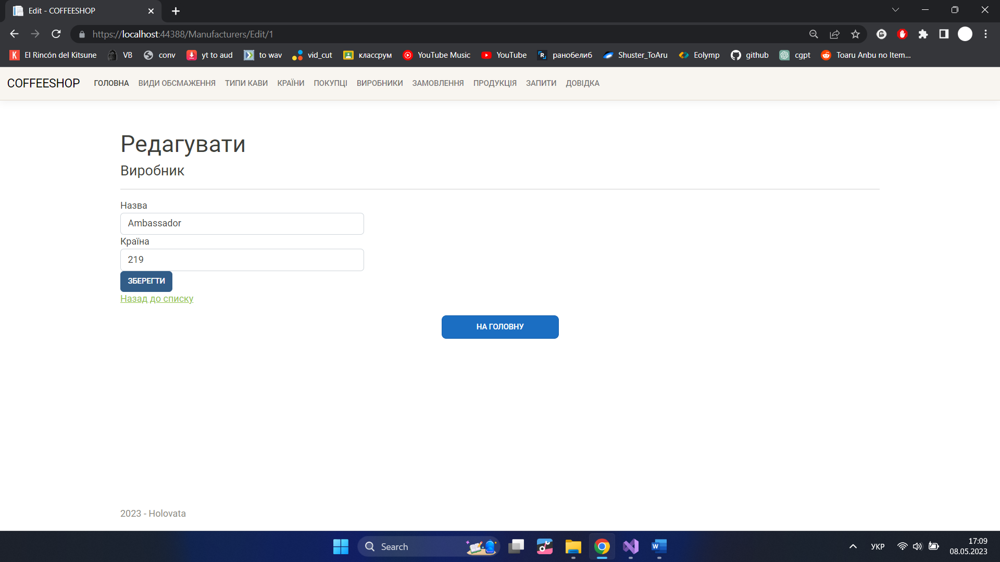 Edit - COFFEESHOP
https://localhost:44388/Manufacturers/Edit/1
El Rincón del Kitsune VB conv yt to aud to wav vid_cut классрум YouTube Music YouTube ранобелиб Shuster_ToAru Eolymp github cgpt Toaru Anbu no Item...
COFFEESHOP ГОЛОВНА ВИДИ ОБСМАЖЕННЯ ТИПИ КАВИ КРАЇНИ ПОКУПЦІ ВИРОБНИКИ ЗАМОВЛЕННЯ ПРОДУКЦІЯ ЗАПИТИ ДОВІДКА
Редагувати
Виробник
Назва
Ambassador
Країна
219
ЗБЕРЕГТИ
Назад до списку
НА ГОЛОВНУ
2023 - Holovata
Search
УКР
17:09
08.05.2023